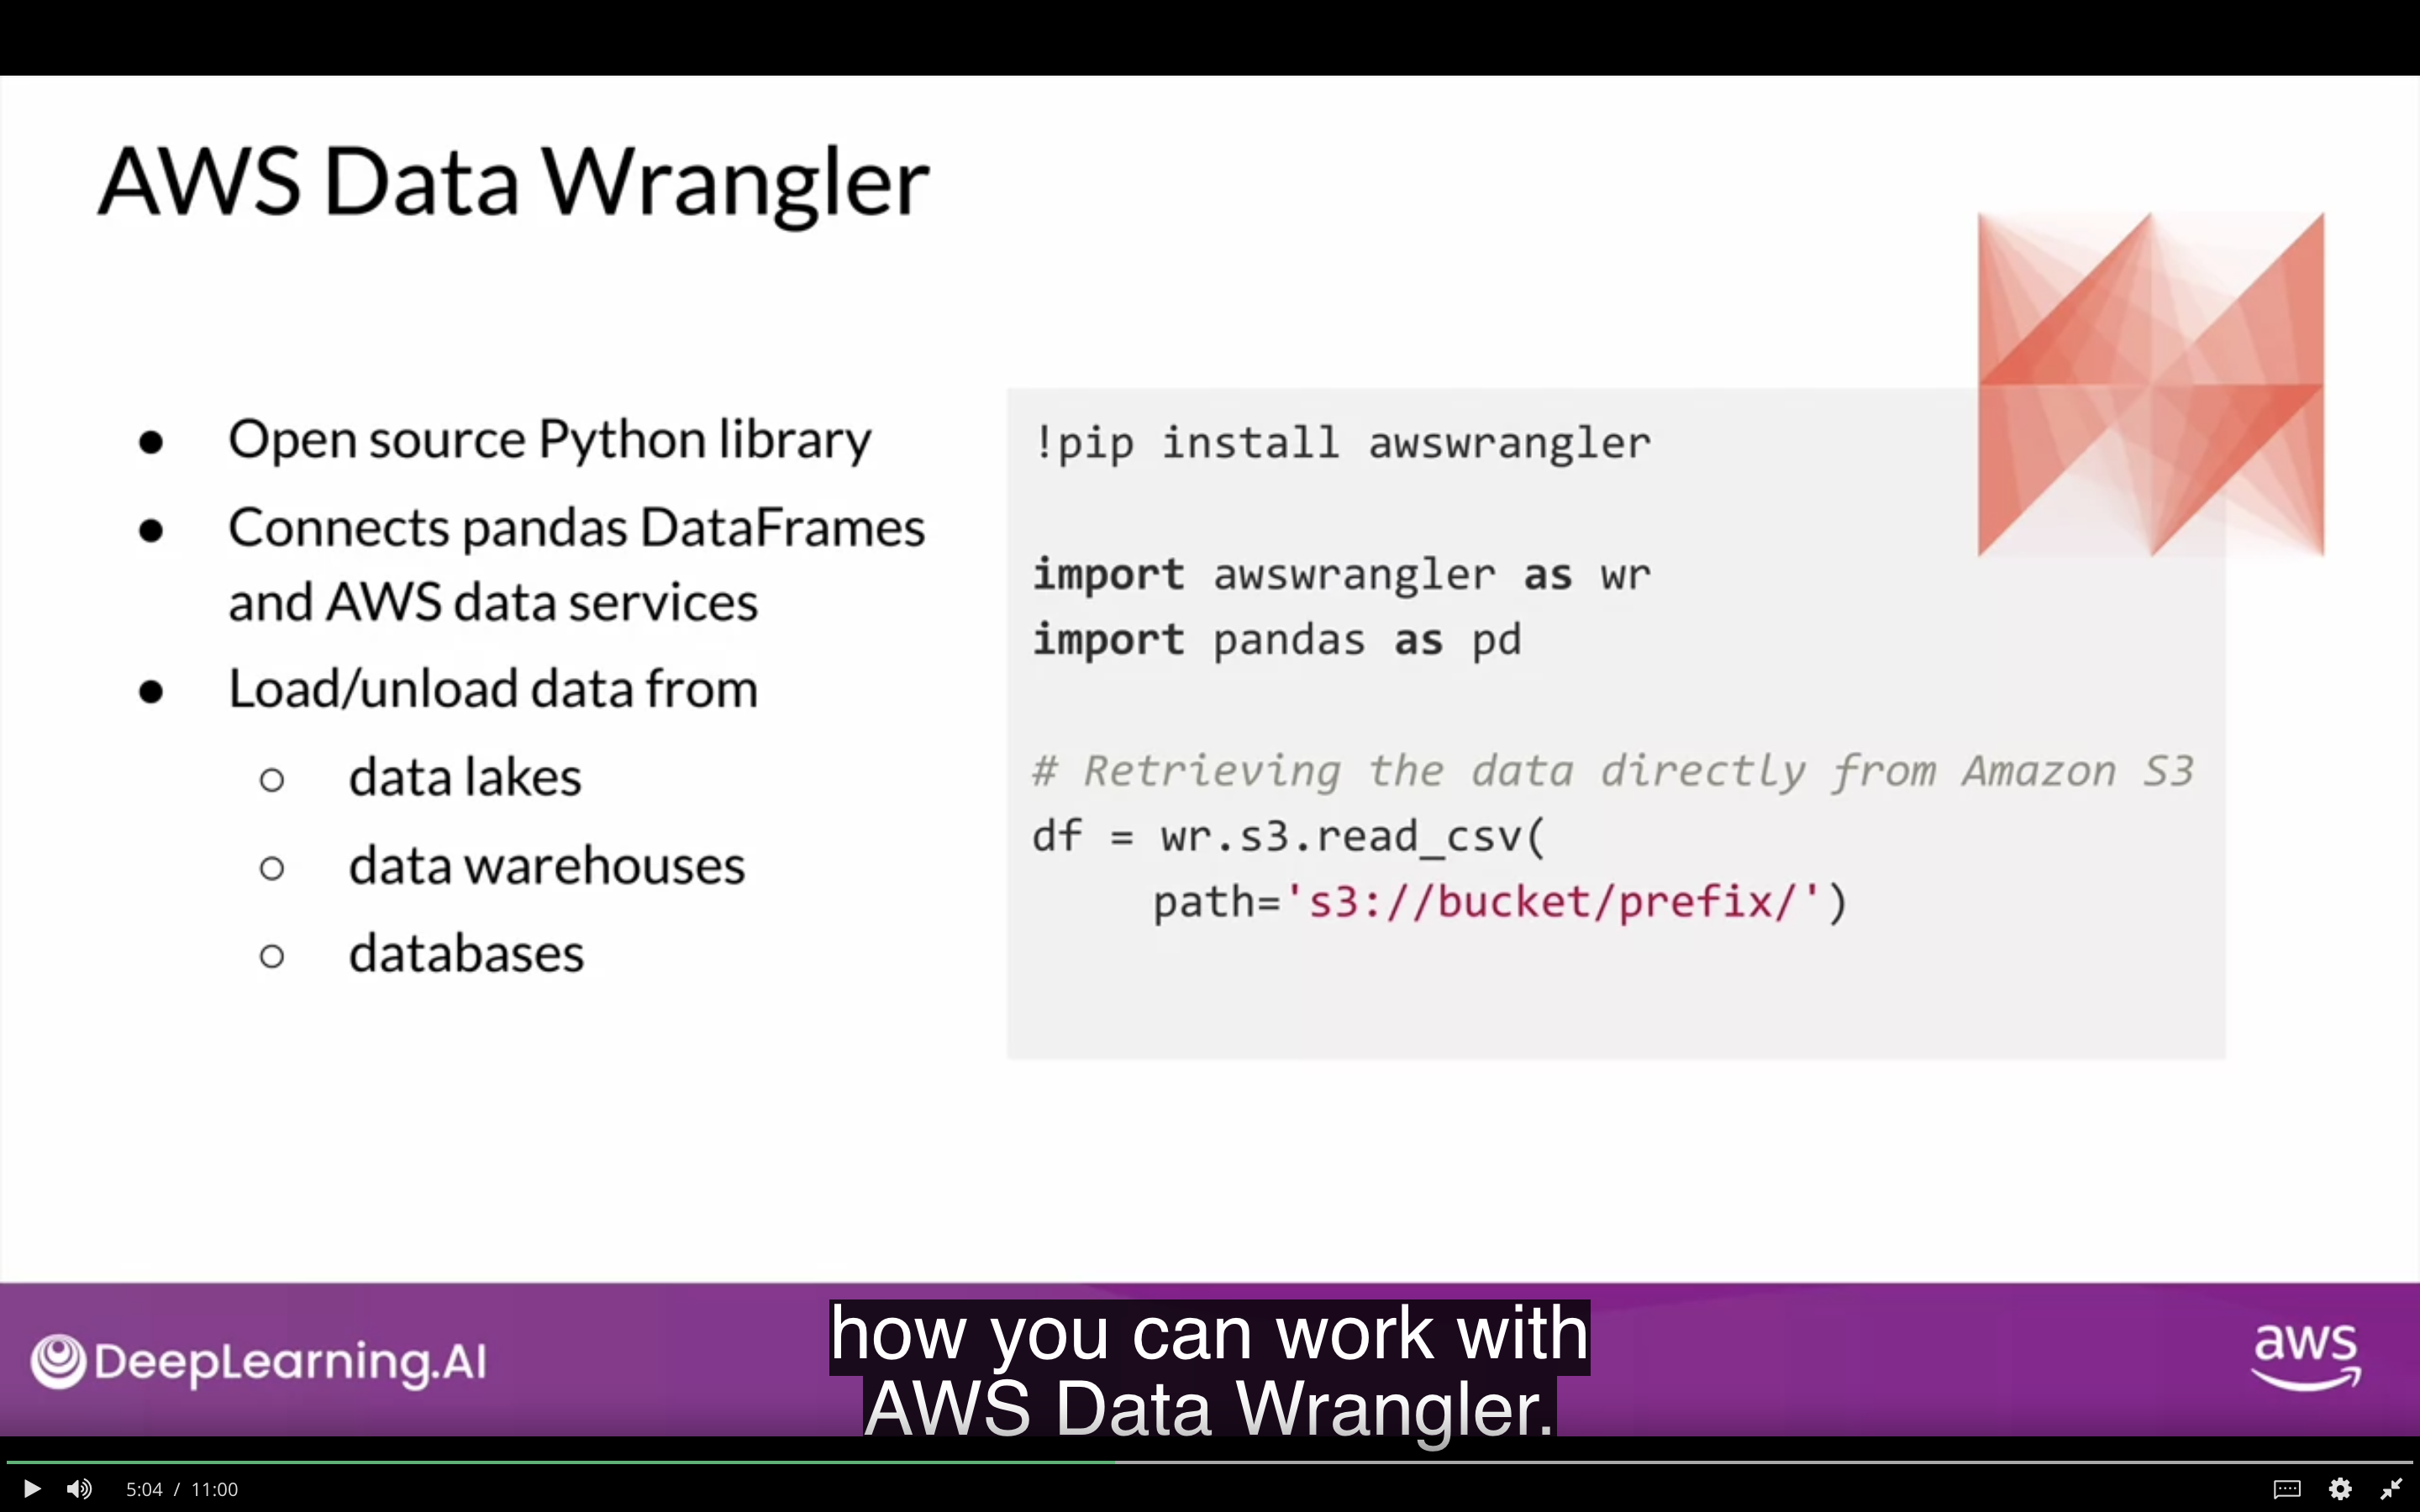 AWS Data Wrangler
● Open source Python library
● Connects pandas DataFrames
and AWS data services
● Load/unload data from
○ data lakes
○ data warehouses
○ databases
!pip install awswrangler
import awswrangler as wr
import pandas as pd
# Retrieving the data directly from Amazon S3
df = wr.s3.read_csv(
path='s3://bucket/prefix/')
DeepLearning.AI
how you can work with
AWS Data Wrangler.
aws
5:04 / 11:00